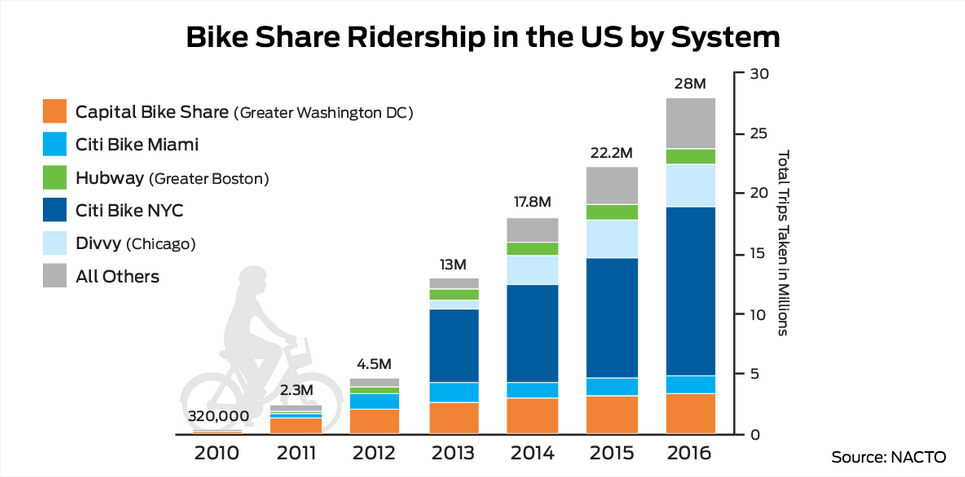 Bike Share Ridership in the US by System
Capital Bike Share (Greater Washington DC)
Citi Bike Miami
Hubway (Greater Boston)
Citi Bike NYC
Divvy (Chicago)
All Others
320,000
2.3M
4.5M
13M
17.8M
22.2M
28M
30
25
20
15
10
5
0
Total Trips Taken in Millions
2010 2011 2012 2013 2014 2015 2016
Source: NACTO